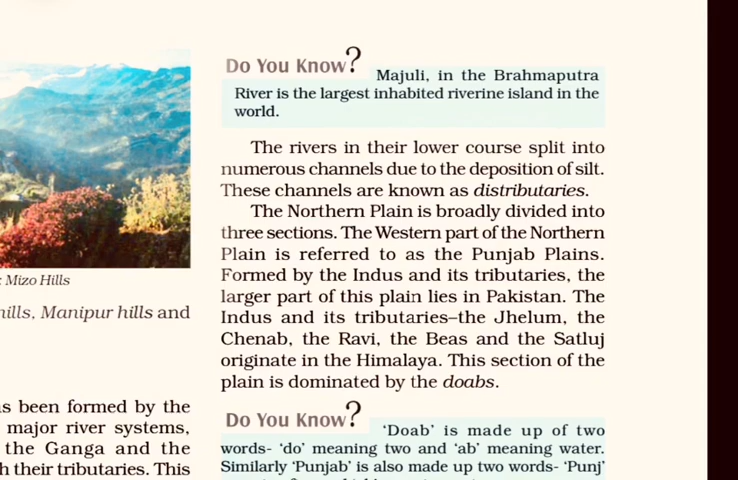 : Mizo Hills
hills, Manipur hills and
as been formed by the
major river systems,
the Ganga and the
h their tributaries. This
Do You Know?
Majuli, in the Brahmaputra
River is the largest inhabited riverine island in the
world.
The rivers in their lower course split into
numerous channels due to the deposition of silt.
These channels are known as distributaries.
The Northern Plain is broadly divided into
three sections. The Western part of the Northern
Plain is referred to as the Punjab Plains.
Formed by the Indus and its tributaries, the
larger part of this plain lies in Pakistan. The
Indus and its tributaries–the Jhelum, the
Chenab, the Ravi, the Beas and the Satluj
originate in the Himalaya. This section of the
plain is dominated by the doabs.
Do You Know?
‘Doab’ is made up of two
words- ‘do’ meaning two and ‘ab’ meaning water.
Similarly ‘Punjab’ is also made up two words- ‘Punj’